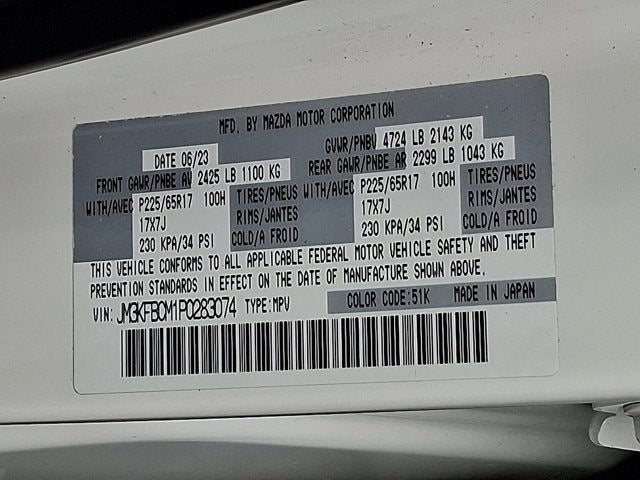 MFD. BY MAZDA MOTOR CORPORATION
DATE 06/23 GVWR/PNBV 4724 LB 2143 KG
FRONT GAWR/PNBE AV 2425 LB 1100 KG REAR GAWR/PNBE AR 2299 LB 1043 KG
WITH/AVEC P225/65R17 100H TIRES/PNEUS WITH/AVEC P225/65R17 100H TIRES/PNEUS
17X7J RIMS/JANTES 17X7J RIMS/JANTES
230 KPA/34 PSI COLD/A FROID 230 KPA/34 PSI COLD/A FROID
THIS VEHICLE CONFORMS TO ALL APPLICABLE FEDERAL MOTOR VEHICLE SAFETY AND THEFT
PREVENTION STANDARDS IN EFFECT ON THE DATE OF MANUFACTURE SHOWN ABOVE.
VIN: JM3KFBCM1P0283074 TYPE:MPV COLOR CODE:51K MADE IN JAPAN